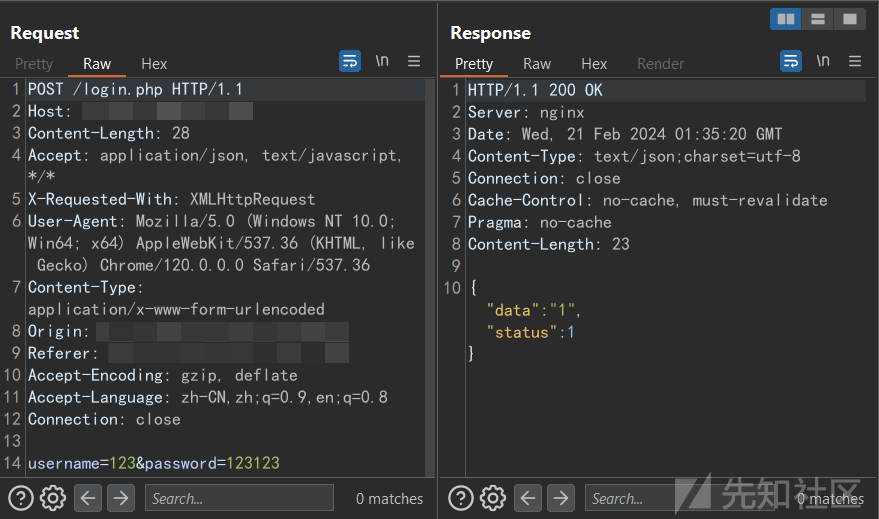 Request
Pretty Raw Hex
\n
1 POST /login.php HTTP/1.1
2 Host:
3 Content-Length: 28
4 Accept: application/json, text/javascript,
*/*
5 X-Requested-With: XMLHttpRequest
6 User-Agent: Mozilla/5.0 (Windows NT 10.0;
Win64; x64) AppleWebKit/537.36 (KHTML, like
Gecko) Chrome/120.0.0.0 Safari/537.36
7 Content-Type:
application/x-www-form-urlencoded
8 Origin:
9 Referer:
10 Accept-Encoding: gzip, deflate
11 Accept-Language: zh-CN,zh;q=0.9,en;q=0.8
12 Connection: close
13
14 username=123&password=123123
Search...
0 matches
Response
Pretty Raw Hex Render
\n
1 HTTP/1.1 200 OK
2 Server: nginx
3 Date: Wed, 21 Feb 2024 01:35:20 GMT
4 Content-Type: text/json;charset=utf-8
5 Connection: close
6 Cache-Control: no-cache, must-revalidate
7 Pragma: no-cache
8 Content-Length: 23
9
10 {
"data":"1",
"status":1
}
Search...
0 matches
先知社区